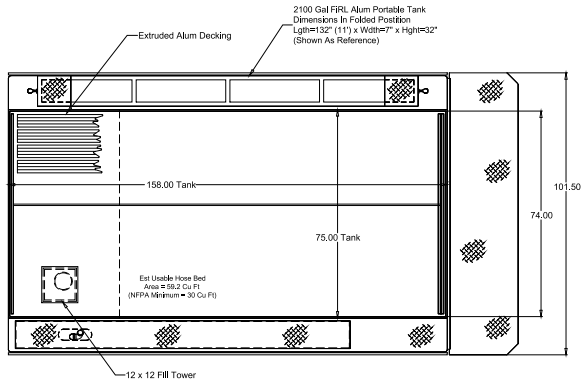 2100 Gal FiRL Alum Portable Tank
Dimensions In Folded Postition
Lgth=132" (11') x Wdth=7" x Hght=32"
(Shown As Reference)
Extruded Alum Decking
158.00 Tank
101.50
74.00
75.00 Tank
Est Usable Hose Bed
Area = 59.2 Cu Ft
(NFPA Minimum = 30 Cu Ft)
12 x 12 Fill Tower